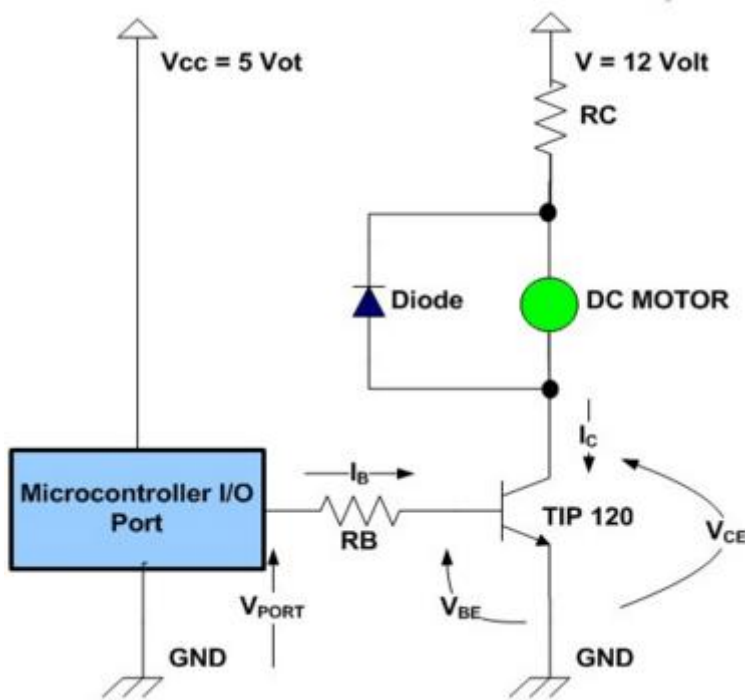 Vcc = 5 Vot
V = 12 Volt
RC
Diode
DC MOTOR
IC
IB
Microcontroller I/O
Port
RB
TIP 120
VCE
VPORT
VBE
GND
GND